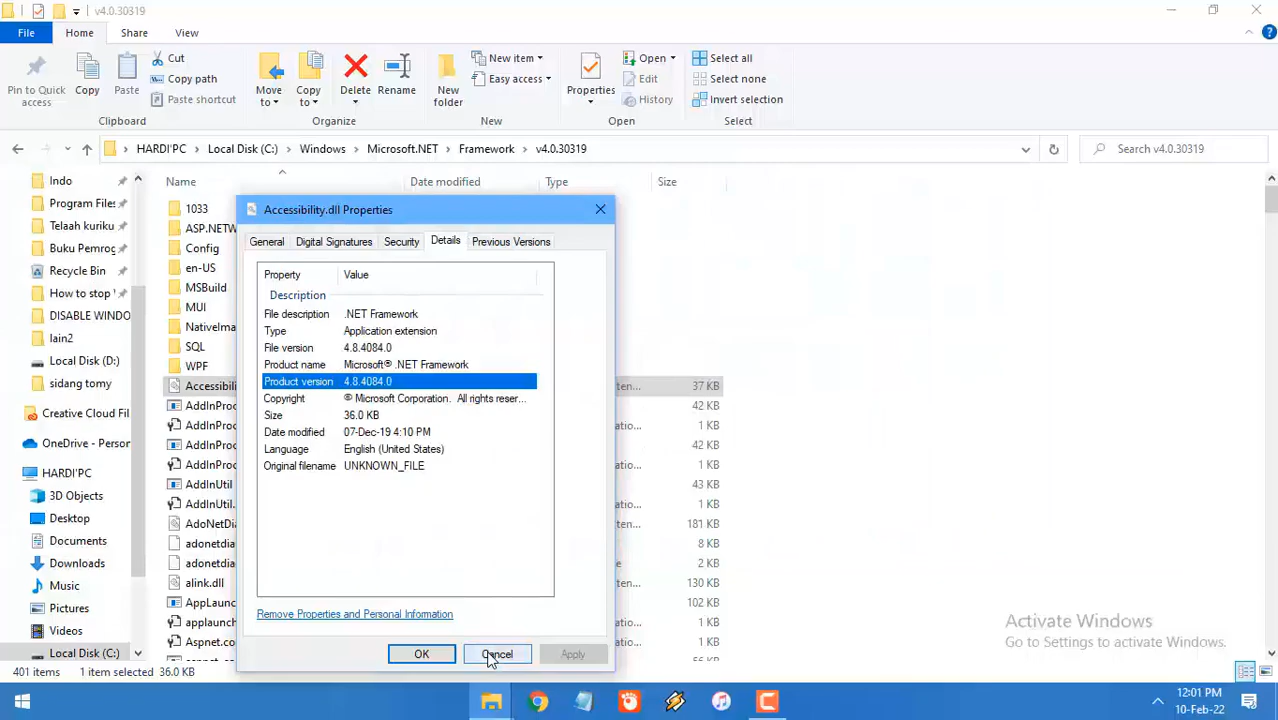 v4.0.30319
File Home Share View
Pin to Quick access
Copy
Paste
Cut
Copy path
Paste shortcut
Clipboard
Move to
Copy to
Delete
Rename
Organize
New folder
New item
Easy access
New
Properties
Open
Edit
History
Open
Select all
Select none
Invert selection
Select
HARDI'PC > Local Disk (C:) > Windows > Microsoft.NET > Framework > v4.0.30319
Search v4.0.30319
Indo
Program Files
Telaah kuriku
Buku Pemrog
Recycle Bin
How to stop
DISABLE WINDO
lain2
Local Disk (D:)
sidang tomy
Creative Cloud Fil
OneDrive - Person
HARDI'PC
3D Objects
Desktop
Documents
Downloads
Music
Pictures
Videos
Local Disk (C:)
Name Date modified Type Size
1033
ASP.NETW
Config
en-US
MSBuild
MUI
NativeIma
SQL
WPF
Accessibili ten... 37 KB
AddInProc 42 KB
AddInProc atio... 1 KB
AddInProc 42 KB
AddInProc atio... 1 KB
AddInUtil 43 KB
AddInUtil. atio... 1 KB
AdoNetDia ten... 181 KB
adonetdia 8 KB
adonetdia 2 KB
alink.dll ten... 130 KB
AppLaunc 102 KB
applaunch atio... 1 KB
Aspnet.co atio... 1 KB
Accessibility.dll Properties
General Digital Signatures Security Details Previous Versions
Property Value
Description
File description .NET Framework
Type Application extension
File version 4.8.4084.0
Product name Microsoft® .NET Framework
Product version 4.8.4084.0
Copyright © Microsoft Corporation. All rights reser...
Size 36.0 KB
Date modified 07-Dec-19 4:10 PM
Language English (United States)
Original filename UNKNOWN_FILE
Remove Properties and Personal Information
OK Cancel Apply
Activate Windows
Go to Settings to activate Windows.
401 items 1 item selected 36.0 KB
12:01 PM
10-Feb-22